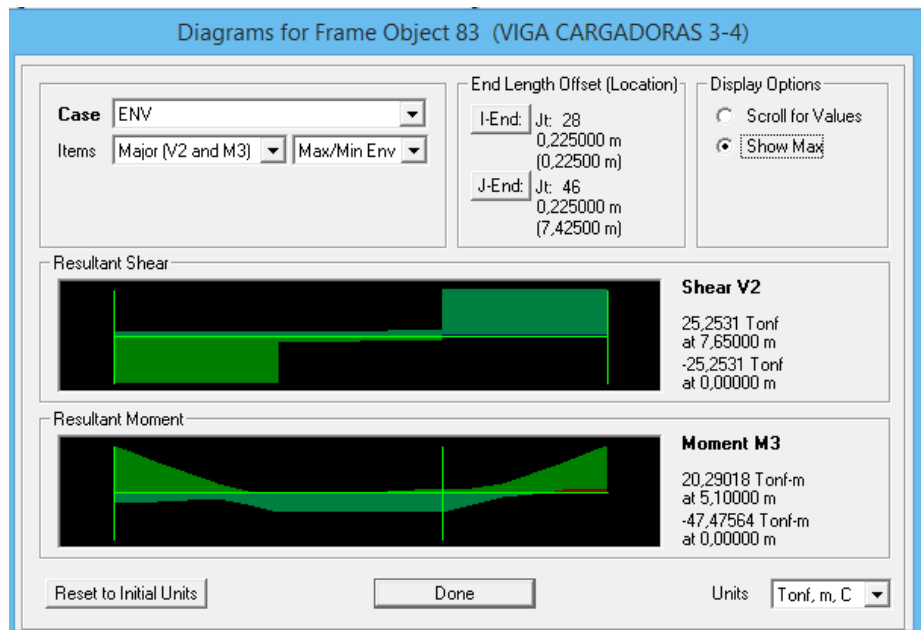 Diagrams for Frame Object 83 (VIGA CARGADORAS 3-4)
Case ENV
Items Major (V2 and M3) Max/Min Env
End Length Offset (Location)
I-End: Jt: 28
0,225000 m
(0,22500 m)
J-End: Jt: 46
0,225000 m
(7,42500 m)
Display Options
Scroll for Values
Show Max
Resultant Shear
Shear V2
25,2531 Tonf
at 7,65000 m
-25,2531 Tonf
at 0,00000 m
Resultant Moment
Moment M3
20,29018 Tonf-m
at 5,10000 m
-47,47564 Tonf-m
at 0,00000 m
Reset to Initial Units
Done
Units Tonf, m, C